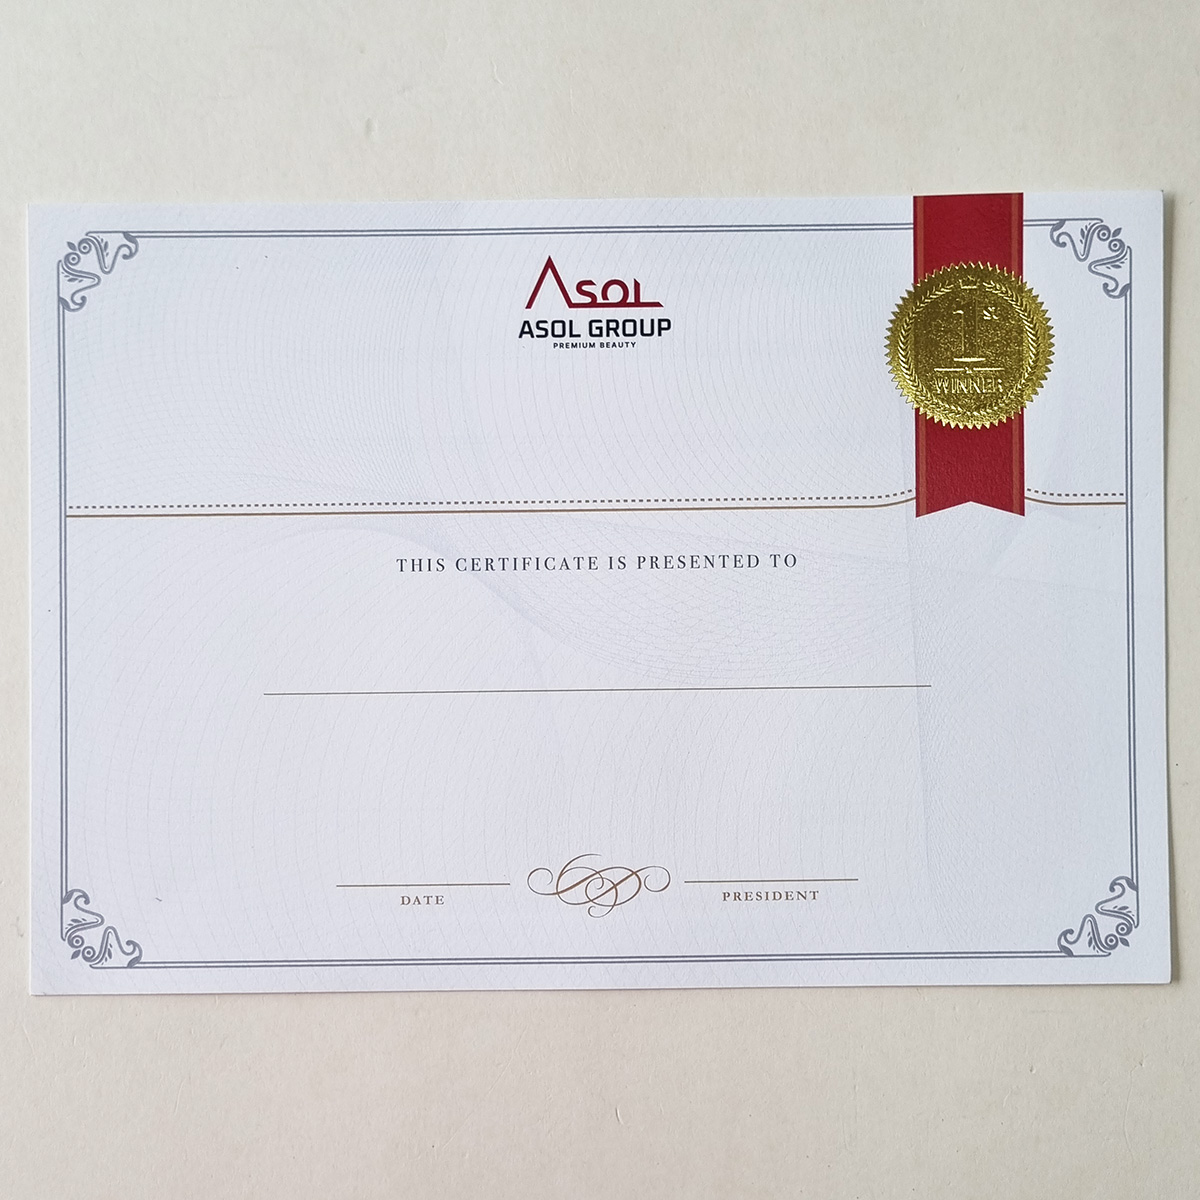 ASOL
ASOL GROUP
PREMIUM BEAUTY
1st
WINNER
THIS CERTIFICATE IS PRESENTED TO
DATE
PRESIDENT